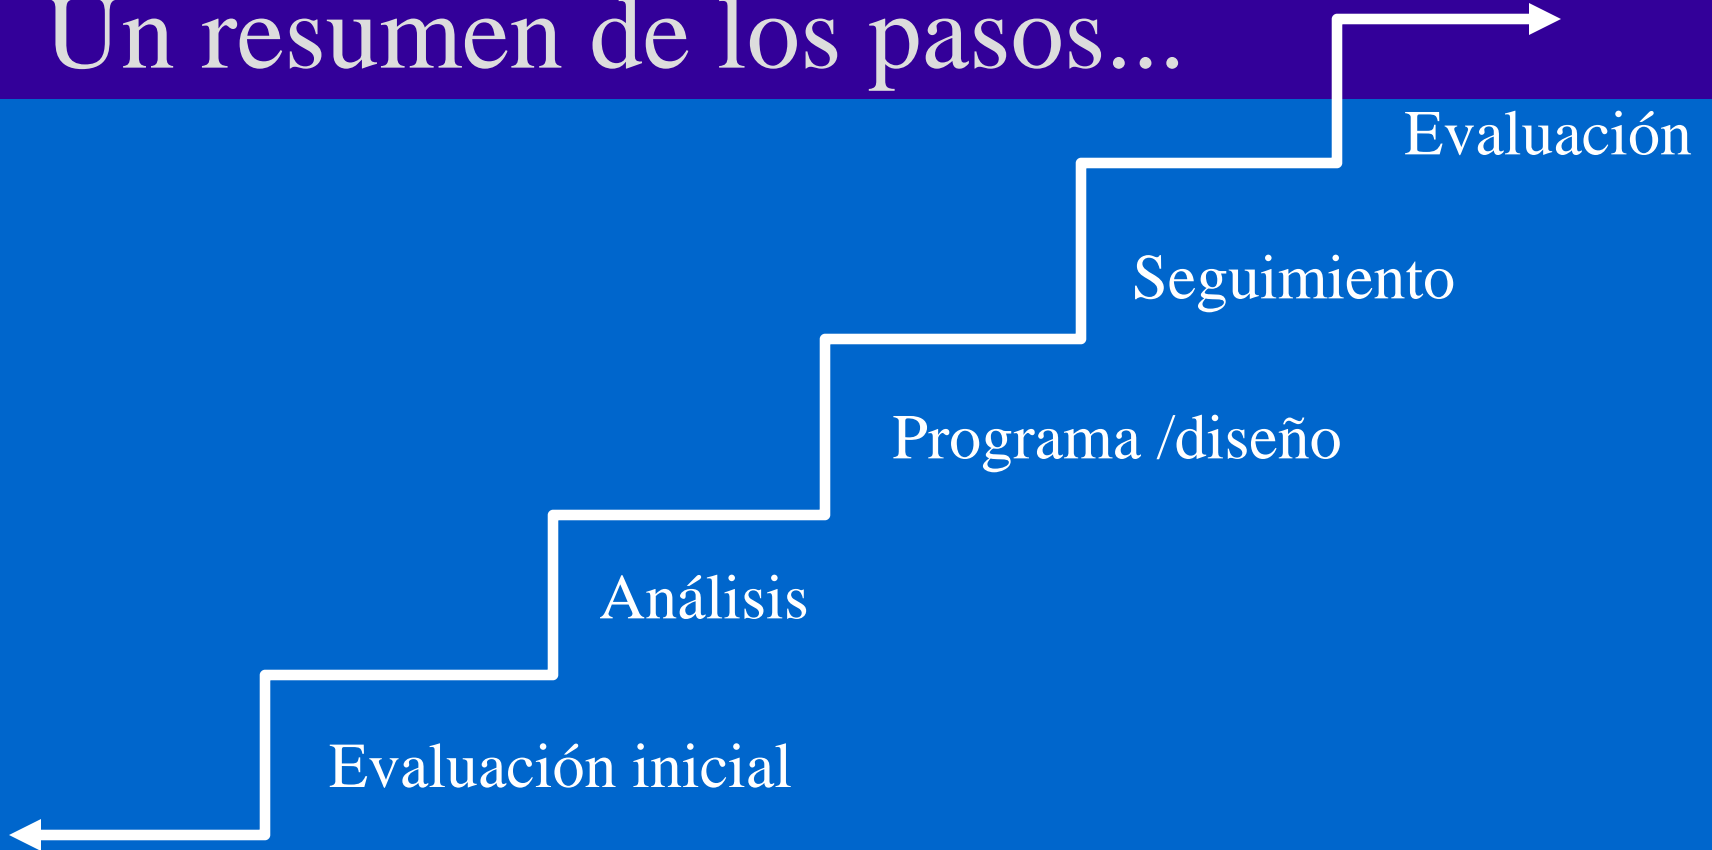 Un resumen de los pasos...
Evaluación
Seguimiento
Programa /diseño
Análisis
Evaluación inicial